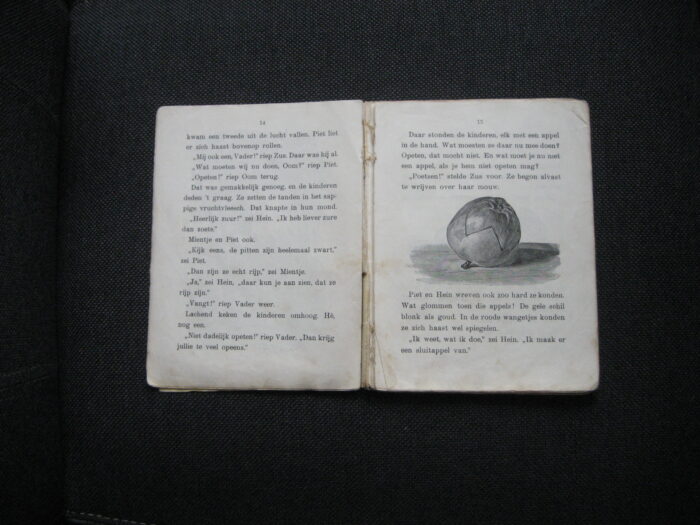 14
kwam een tweede uit de lucht vallen. Piet liet
er zich haast bovenop rollen.
„Mij ook een, Vader!” riep Zus. Daar was hij al.
„Wat moeten wij nu doen, Oom?” riep Piet.
„Opeten!” riep Oom terug.
Dat was gemakkelijk genoeg, en de kinderen
deden 't graag. Ze zetten de tanden in het sap-
pige vruchtvleesch. Dat knapte in hun mond.
„Heerlijk zuur!” zei Hein. „Ik heb liever zure
dan zoete.”
Mientje en Piet ook.
„Kijk eens, de pitten zijn heelemaal zwart,”
zei Piet.
„Dan zijn ze echt rijp,” zei Mientje.
„Ja,” zei Hein, „daar kun je aan zien, dat ze
rijp zijn.”
„Vangt!” riep Vader weer.
Lachend keken de kinderen omhoog. Hè,
nog een.
„Niet dadelijk opeten!” riep Vader. „Dan krijg
jullie te veel opeens.”
15
Daar stonden de kinderen, elk met een appel
in de hand. Wat moesten ze daar nu mee doen?
Opeten, dat mocht niet. En wat moet je nu met
een appel, als je hem niet opeten mag?
„Poetsen!” stelde Zus voor. Ze begon alvast
te wrijven over haar mouw.
Piet en Hein wreven ook zoo hard ze konden.
Wat glommen toen die appels! De gele schil
blonk als goud. In de roode wangetjes konden
ze zich haast wel spiegelen.
„Ik weet, wat ik doe,” zei Hein. „Ik maak er
een sluitappel van.”